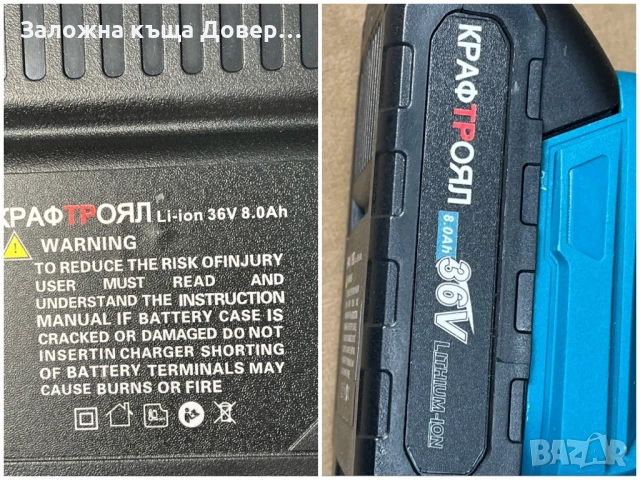 Заложна къща Довер...
КРАФТРОЯЛ Li-ion 36V 8.0Ah
WARNING
TO REDUCE THE RISK OFINJURY
USER MUST READ AND
UNDERSTAND THE INSTRUCTION
MANUAL IF BATTERY CASE IS
CRACKED OR DAMAGED DO NOT
INSERTIN CHARGER SHORTING
OF BATTERY TERMINALS MAY
CAUSE BURNS OR FIRE
КРАФТРОЯЛ
8.0Ah
36V
LITHIUM-ION
BAZAR